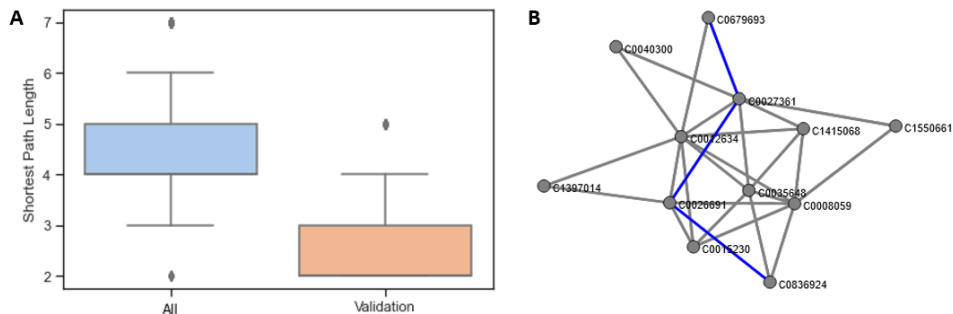 A
Shortest Path Length
7
6
5
4
3
2
All
Validation
B
C0679693
C0040300
C0027361
C1550661
C1415068
C0012634
C1397014
C0035648
C0026691
C0008059
C0015230
C0836924